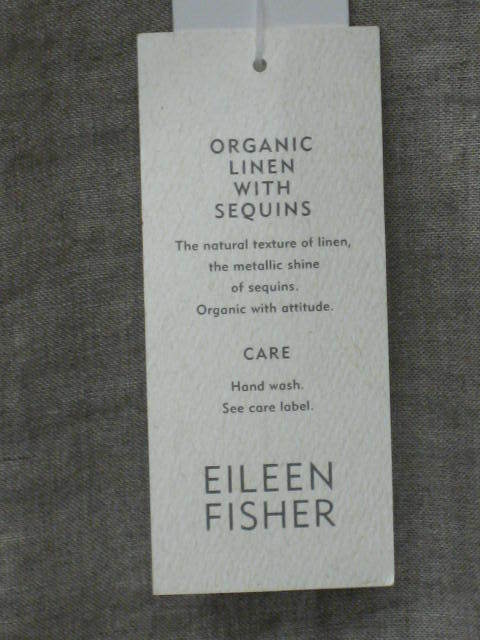 ORGANIC
LINEN
WITH
SEQUINS
The natural texture of linen,
the metallic shine
of sequins.
Organic with attitude.
CARE
Hand wash.
See care label.
EILEEN
FISHER